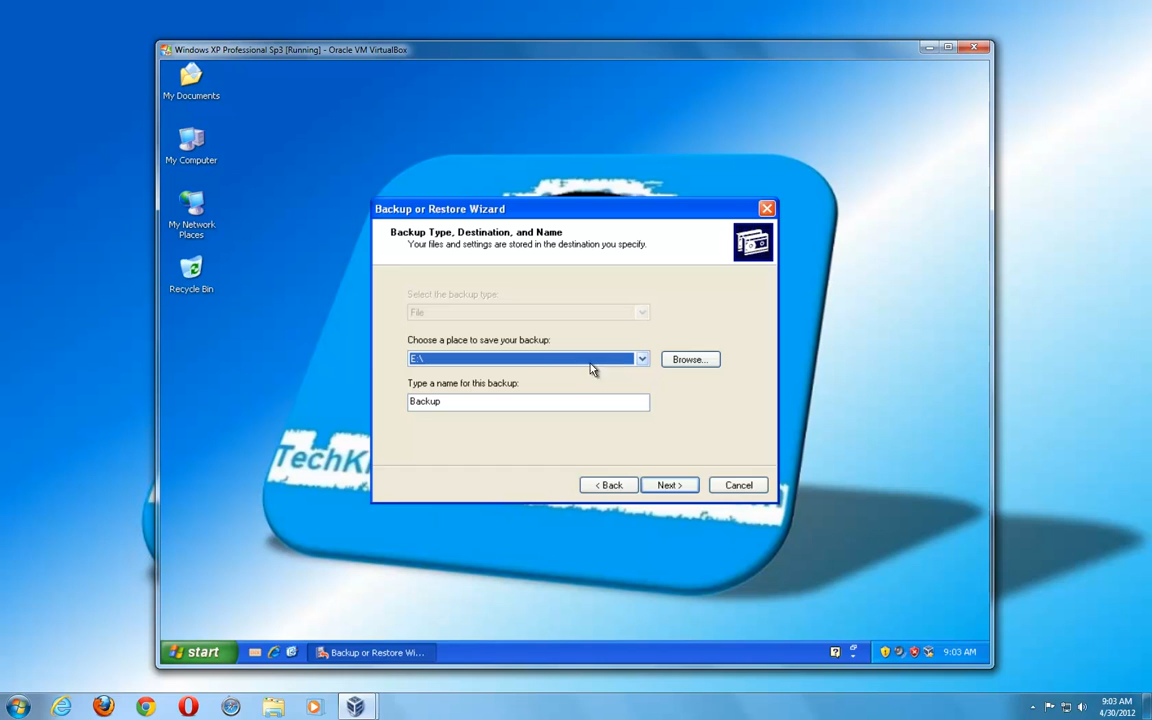 Windows XP Professional Sp3 [Running] - Oracle VM VirtualBox
My Documents
My Computer
My Network
Places
Recycle Bin
Backup or Restore Wizard
Backup Type, Destination, and Name
Your files and settings are stored in the destination you specify.
Select the backup type:
File
Choose a place to save your backup:
E:\
Browse...
Type a name for this backup:
Backup
< Back
Next >
Cancel
start
Backup or Restore Wi...
9:03 AM
9:03 AM
4/30/2012